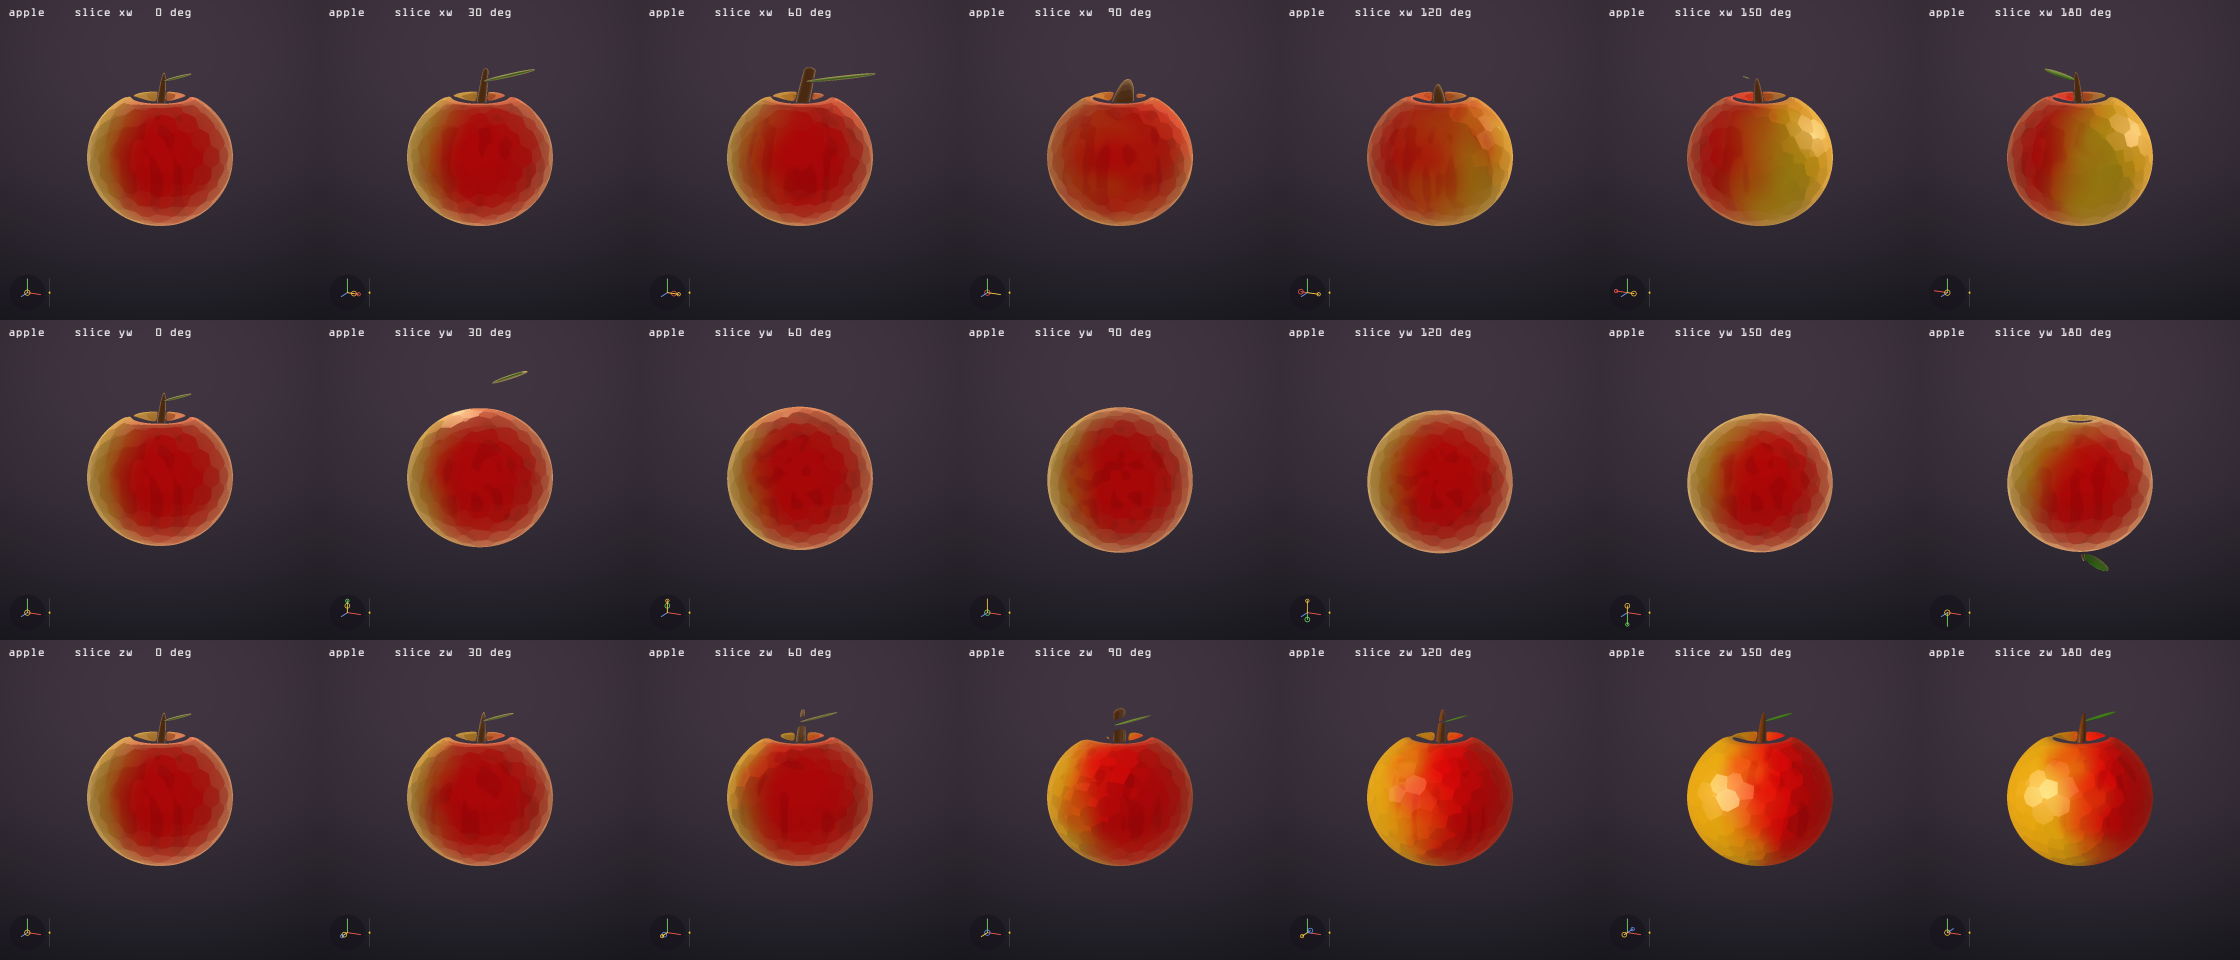 apple    slice xw   0 deg
apple    slice xw  30 deg
apple    slice xw  60 deg
apple    slice xw  90 deg
apple    slice xw 120 deg
apple    slice xw 150 deg
apple    slice xw 180 deg
apple    slice yw   0 deg
apple    slice yw  30 deg
apple    slice yw  60 deg
apple    slice yw  90 deg
apple    slice yw 120 deg
apple    slice yw 150 deg
apple    slice yw 180 deg
apple    slice zw   0 deg
apple    slice zw  30 deg
apple    slice zw  60 deg
apple    slice zw  90 deg
apple    slice zw 120 deg
apple    slice zw 150 deg
apple    slice zw 180 deg